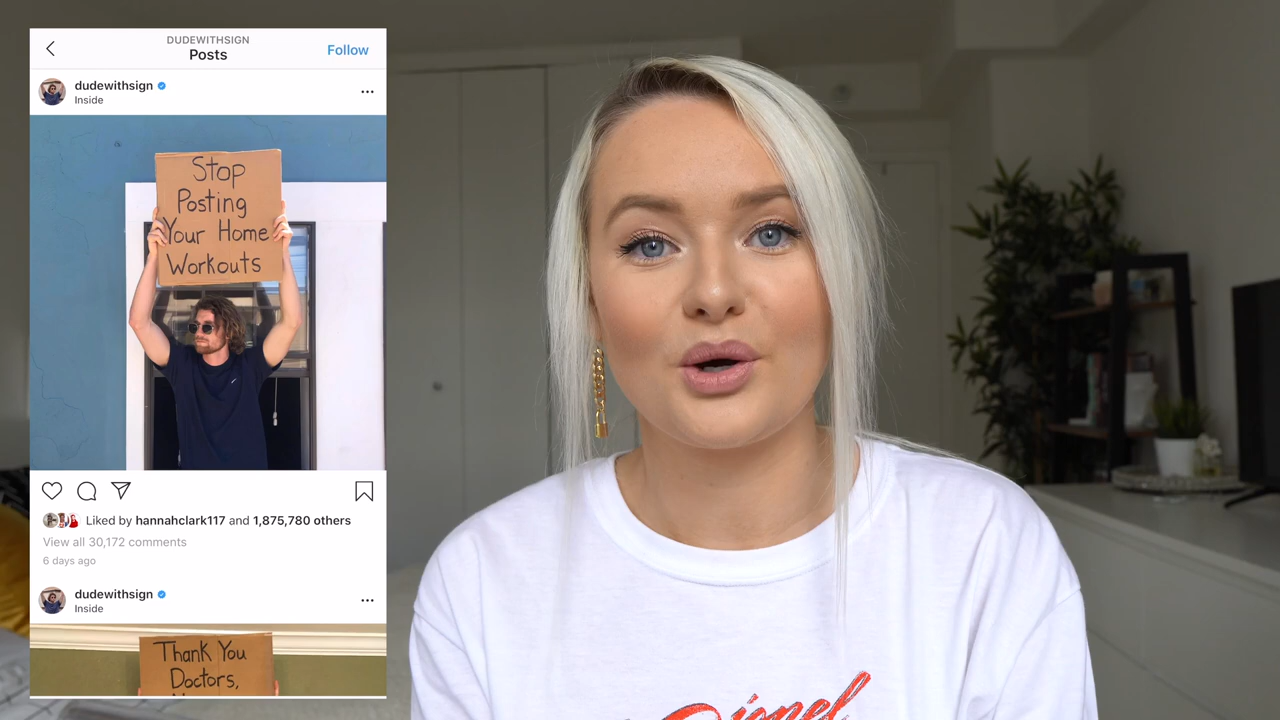 DUDEWITHSIGN
Posts
Follow
dudewithsign
Inside
Stop
Posting
Your Home
Workouts
Liked by hannahclark117 and 1,875,780 others
View all 30,172 comments
6 days ago
dudewithsign
Inside
Thank You
Doctors,
Lionel